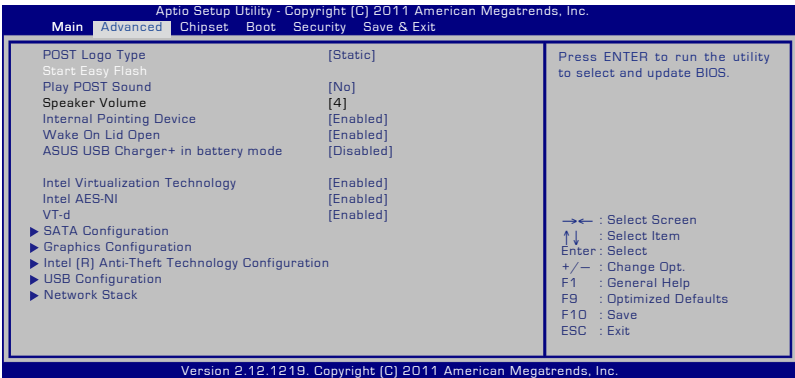 Aptio Setup Utility - Copyright (C) 2011 American Megatrends, Inc.
Main Advanced Chipset Boot Security Save & Exit
POST Logo Type [Static]
Start Easy Flash
Play POST Sound [No]
Speaker Volume [4]
Internal Pointing Device [Enabled]
Wake On Lid Open [Enabled]
ASUS USB Charger+ in battery mode [Disabled]
Intel Virtualization Technology [Enabled]
Intel AES-NI [Enabled]
VT-d [Enabled]
▶ SATA Configuration
▶ Graphics Configuration
▶ Intel (R) Anti-Theft Technology Configuration
▶ USB Configuration
▶ Network Stack
Press ENTER to run the utility
to select and update BIOS.
→← : Select Screen
↑↓ : Select Item
Enter : Select
+/— : Change Opt.
F1 : General Help
F9 : Optimized Defaults
F10 : Save
ESC : Exit
Version 2.12.1219. Copyright (C) 2011 American Megatrends, Inc.